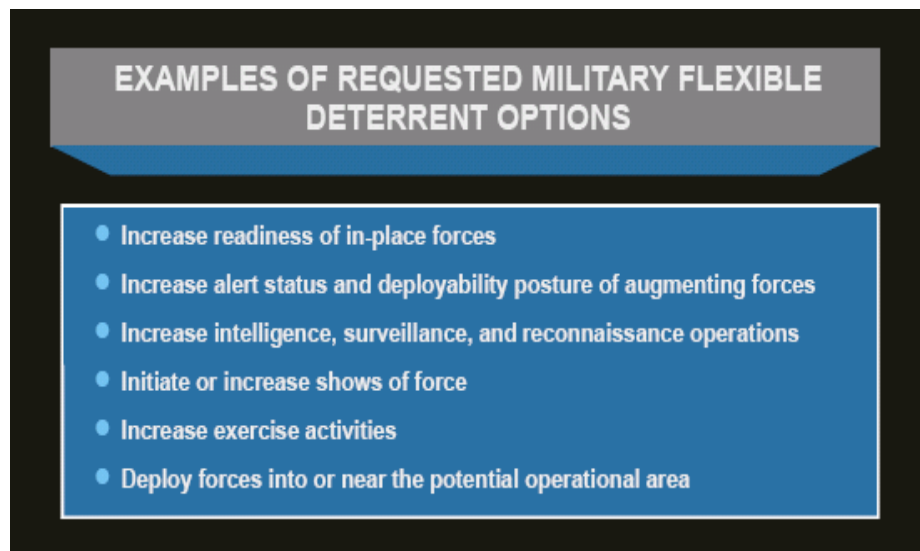 EXAMPLES OF REQUESTED MILITARY FLEXIBLE
DETERRENT OPTIONS
• Increase readiness of in-place forces
• Increase alert status and deployability posture of augmenting forces
• Increase intelligence, surveillance, and reconnaissance operations
• Initiate or increase shows of force
• Increase exercise activities
• Deploy forces into or near the potential operational area